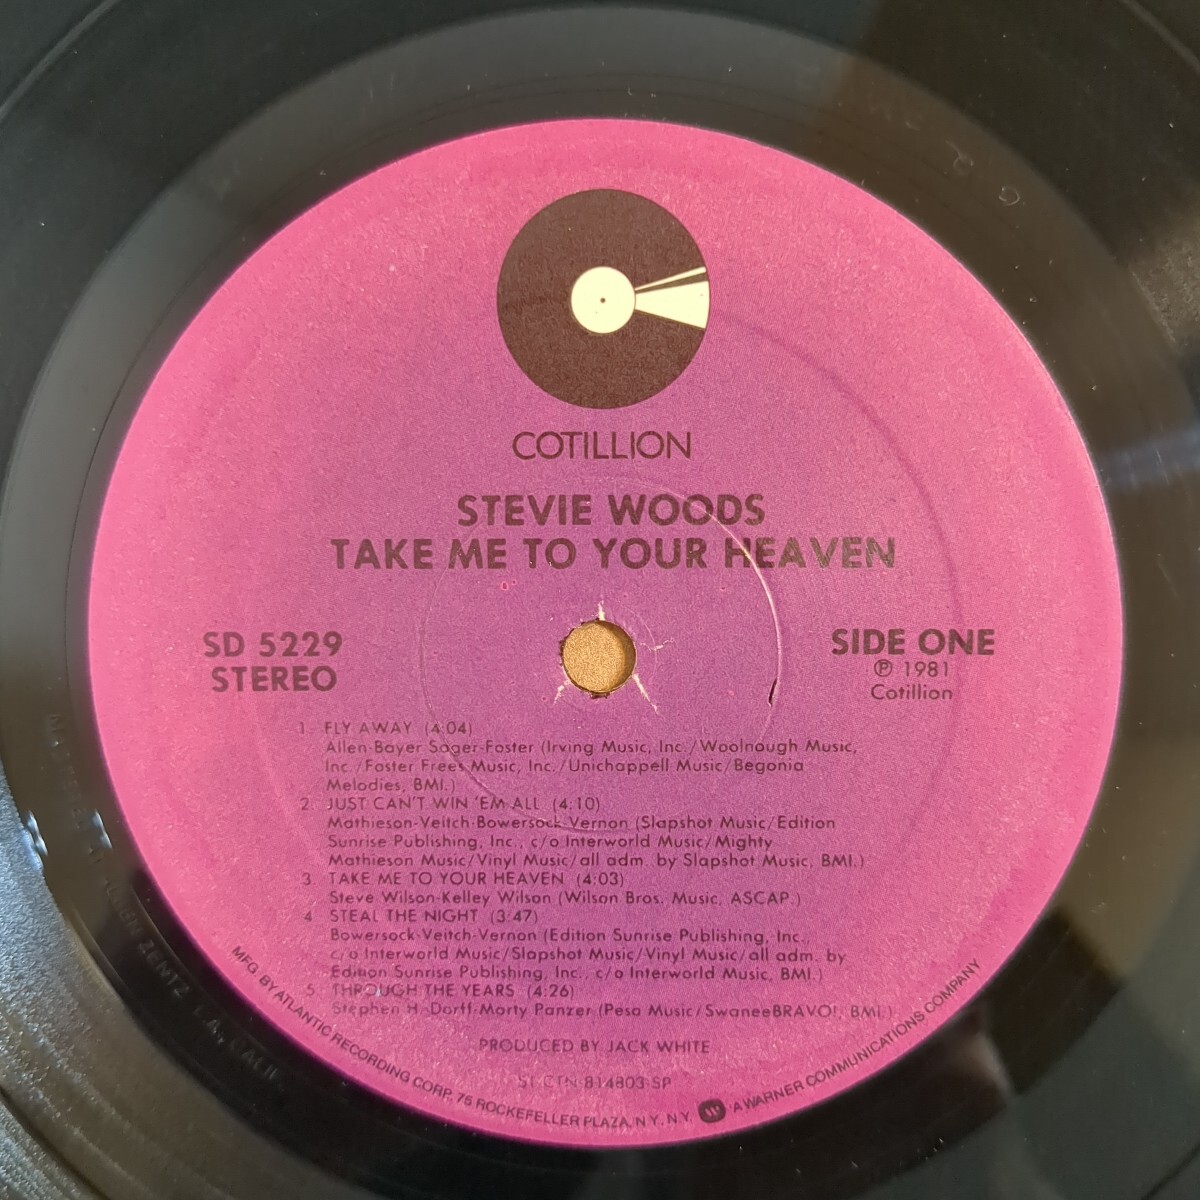 COTILLION
STEVIE WOODS
TAKE ME TO YOUR HEAVEN
SD 5229
STEREO
SIDE ONE
Ⓟ 1981
Cotillion
1. FLY AWAY (4:04)
Allen-Bayer Sager-Foster (Irving Music, Inc./Woolnough Music,
Inc./Foster Frees Music, Inc./Unichappell Music/Begonia
Melodies, BMI.)
2. JUST CAN'T WIN 'EM ALL (4:10)
Mathieson-Veitch-Bowersock-Vernon (Slapshot Music/Edition
Sunrise Publishing, Inc., c/o Interworld Music/Mighty
Mathieson Music/Vinyl Music/all adm. by Slapshot Music, BMI.)
3. TAKE ME TO YOUR HEAVEN (4:03)
Steve Wilson-Kelley Wilson (Wilson Bros. Music, ASCAP.)
4. STEAL THE NIGHT (3:47)
Bowersock-Veitch-Vernon (Edition Sunrise Publishing, Inc.,
c/o Interworld Music/Slapshot Music/Vinyl Music/all adm. by
Edition Sunrise Publishing, Inc., c/o Interworld Music, BMI.)
5. THROUGH THE YEARS (4:26)
Stephen H. Dorff-Marty Panzer (Pesa Music/SwaneeBRAVO!, BMI.)
PRODUCED BY JACK WHITE
ST-CTN-814803-SP
MFG. BY ATLANTIC RECORDING CORP., 75 ROCKEFELLER PLAZA, N.Y. N.Y. A WARNER COMMUNICATIONS COMPANY